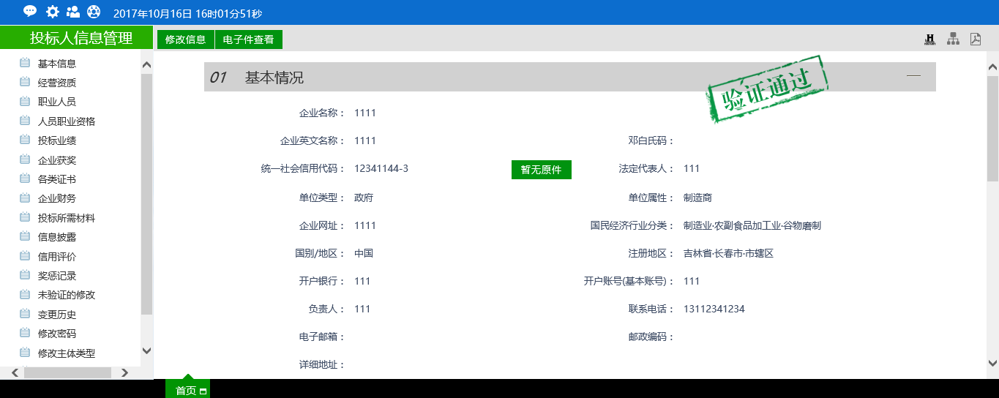 2017年10月16日 16时01分51秒
投标人信息管理
修改信息 电子件查看
HISTORY
基本信息
经营资质
职业人员
人员职业资格
投标业绩
企业获奖
各类证书
企业财务
投标所需材料
信息披露
信用评价
奖惩记录
未验证的修改
变更历史
修改密码
修改主体类型
01 基本情况
验证通过
企业名称： 1111
企业英文名称： 1111 邓白氏码：
统一社会信用代码： 12341144-3 暂无原件 法定代表人： 111
单位类型： 政府 单位属性： 制造商
企业网址： 1111 国民经济行业分类： 制造业·农副食品加工业·谷物磨制
国别/地区： 中国 注册地区： 吉林省·长春市·市辖区
开户银行： 111 开户账号(基本账号)： 111
负责人： 111 联系电话： 13112341234
电子邮箱： 邮政编码：
详细地址：
首页